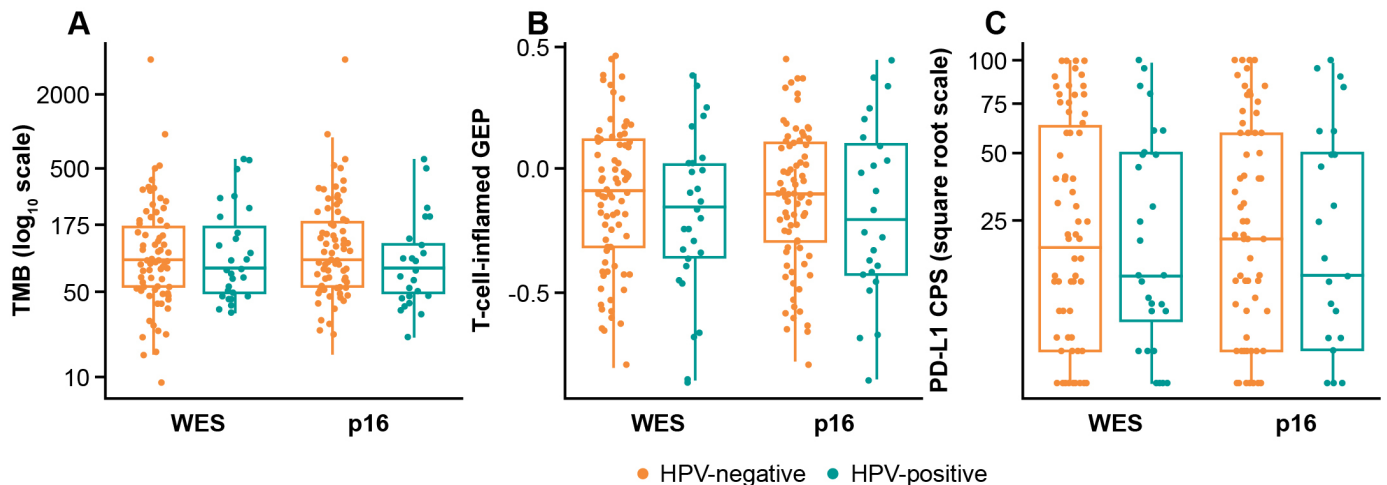 A
TMB (log10 scale)
2000
500
175
50
10
WES
p16
B
T-cell-inflamed GEP
0.5
0.0
-0.5
WES
p16
C
PD-L1 CPS (square root scale)
100
75
50
25
WES
p16
HPV-negative
HPV-positive